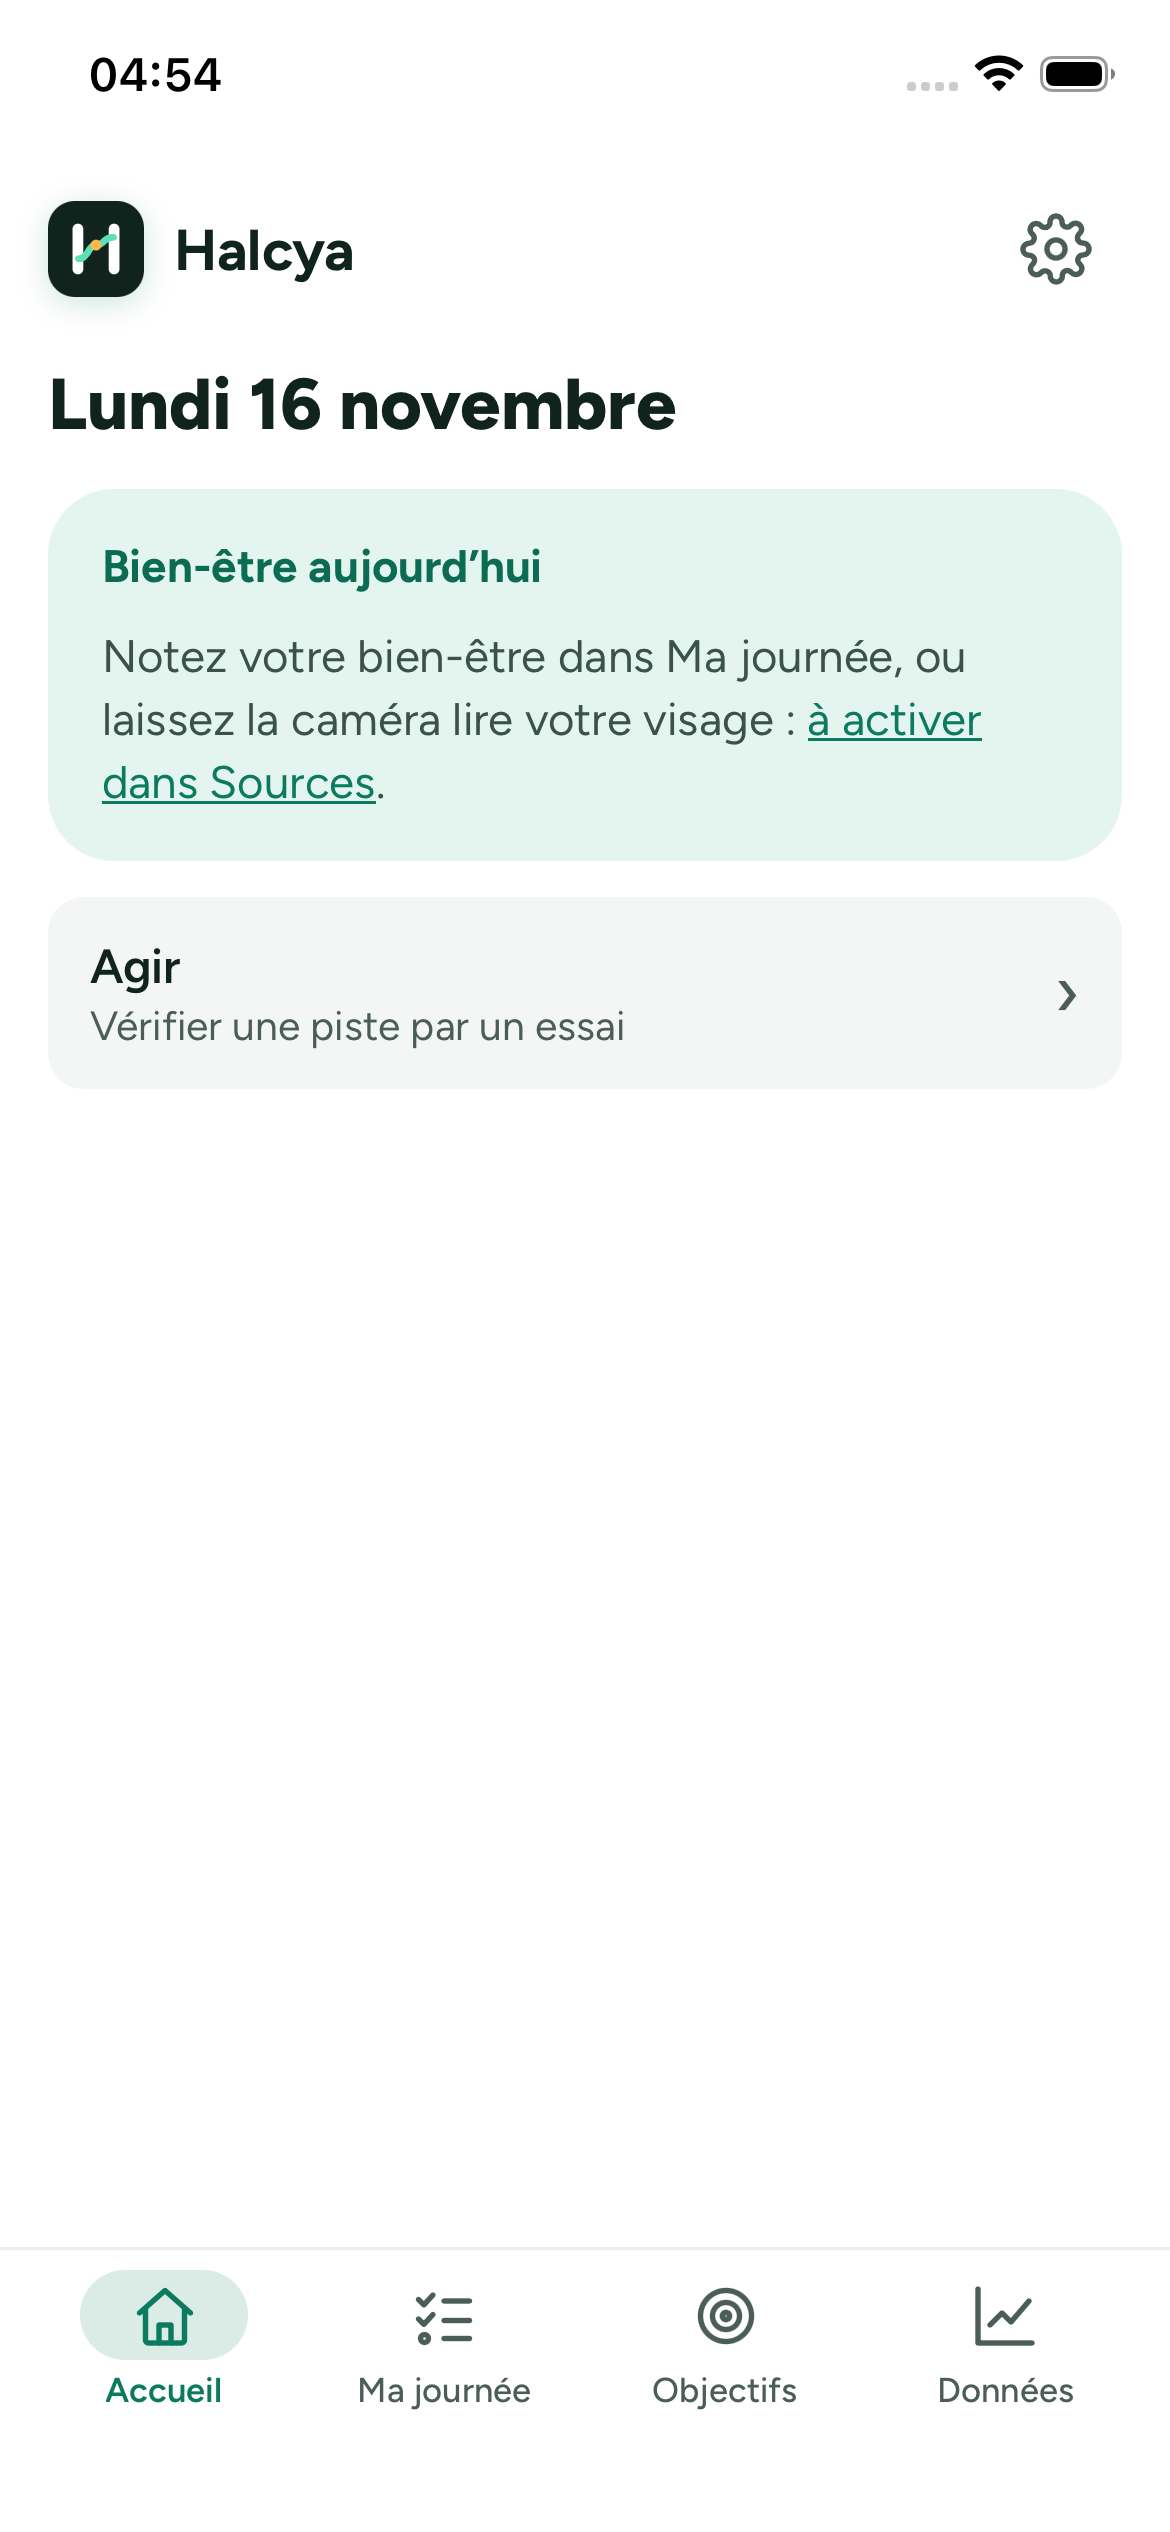 04:54
Halcya
Lundi 16 novembre
Bien-être aujourd’hui
Notez votre bien-être dans Ma journée, ou
laissez la caméra lire votre visage : à activer
dans Sources.
Agir
Vérifier une piste par un essai
Accueil
Ma journée
Objectifs
Données